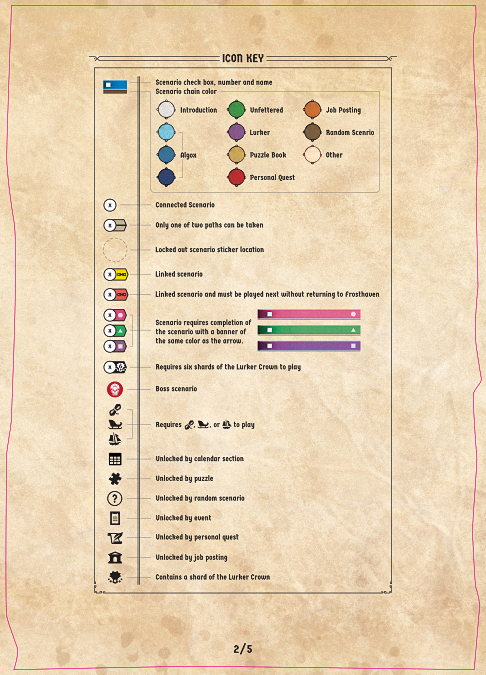 ICON KEY
Scenario check box, number and name
Scenario chain color
Introduction
Unfettered
Job Posting
Lurker
Random Scenrio
Algox
Puzzle Book
Other
Personal Quest
x Connected Scenario
x Only one of two paths can be taken
Locked out scenario sticker location
x Linked scenario
x Linked scenario and must be played next without returning to Frosthaven
x
x
x
Scenario requires completion of
the scenario with a banner of
the same color as the arrow.
x Requires six shards of the Lurker Crown to play
Boss scenario
Requires , , or to play
Unlocked by calendar section
Unlocked by puzzle
? Unlocked by random scenario
Unlocked by event
Unlocked by personal quest
Unlocked by job posting
Contains a shard of the Lurker Crown
2/5